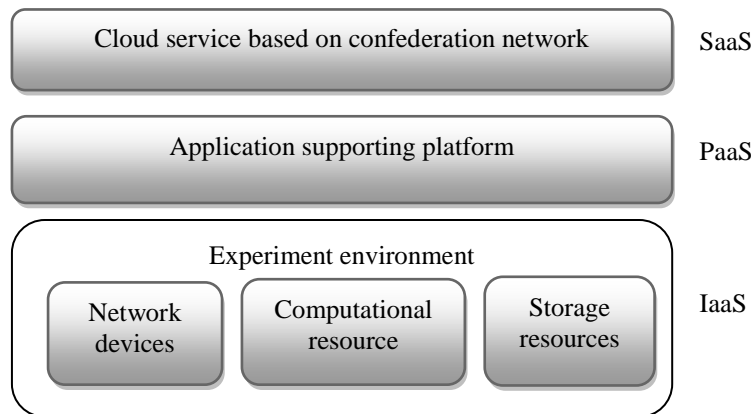 Cloud service based on confederation network
SaaS
Application supporting platform
PaaS
Experiment environment
Network
devices
Computational
resource
Storage
resources
IaaS